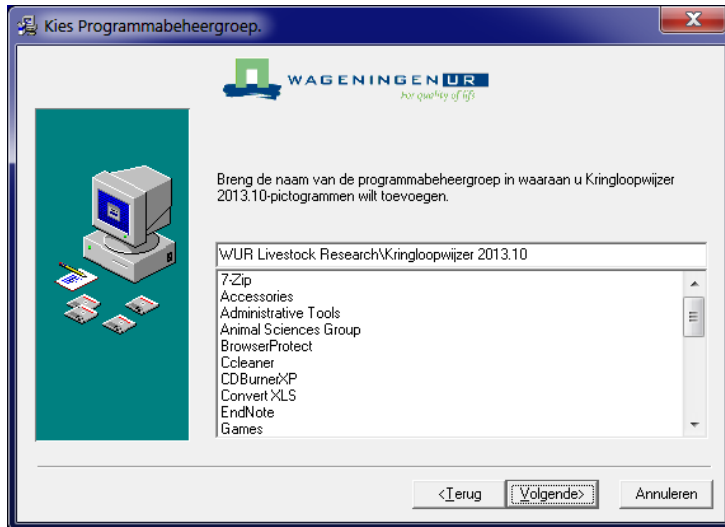 Kies Programmabeheergroep.
WAGENINGEN UR
For quality of life
Breng de naam van de programmabeheergroep in waaraan u Kringloopwijzer
2013.10-pictogrammen wilt toevoegen.
WUR Livestock Research\Kringloopwijzer 2013.10
7-Zip
Accessories
Administrative Tools
Animal Sciences Group
BrowserProtect
Ccleaner
CDBurnerXP
Convert XLS
EndNote
Games
<Terug Volgende> Annuleren